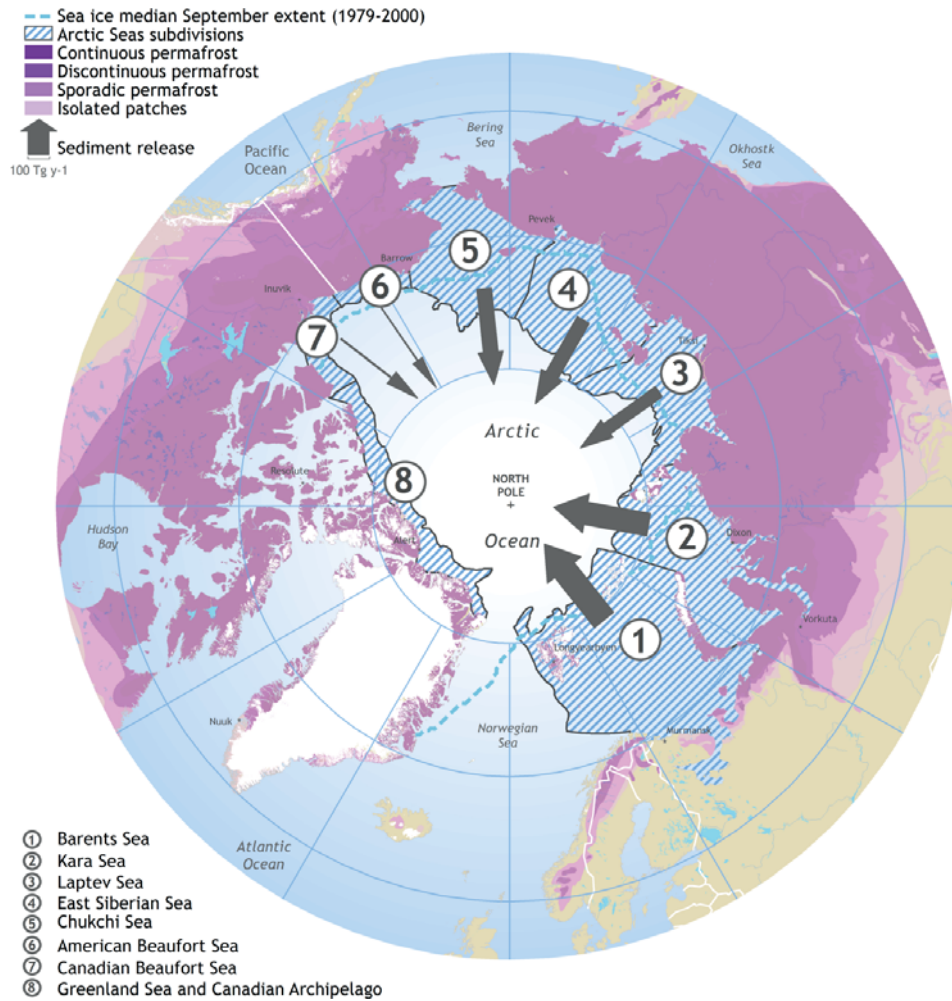 Sea ice median September extent (1979-2000)
Arctic Seas subdivisions
Continuous permafrost
Discontinuous permafrost
Sporadic permafrost
Isolated patches
Sediment release
100 Tg y-1
Bering
Sea
Okhostk
Sea
Pacific
Ocean
Pevek
Barrow
Inuvik
Tiksi
5
6
4
7
3
Arctic
NORTH
POLE
+
Ocean
8
Resolute
Hudson
Bay
Alert
2
Dixon
Vorkuta
1
Longyearbyen
Nuuk
Norwegian
Sea
Murmansk
Atlantic
Ocean
1 Barents Sea
2 Kara Sea
3 Laptev Sea
4 East Siberian Sea
5 Chukchi Sea
6 American Beaufort Sea
7 Canadian Beaufort Sea
8 Greenland Sea and Canadian Archipelago